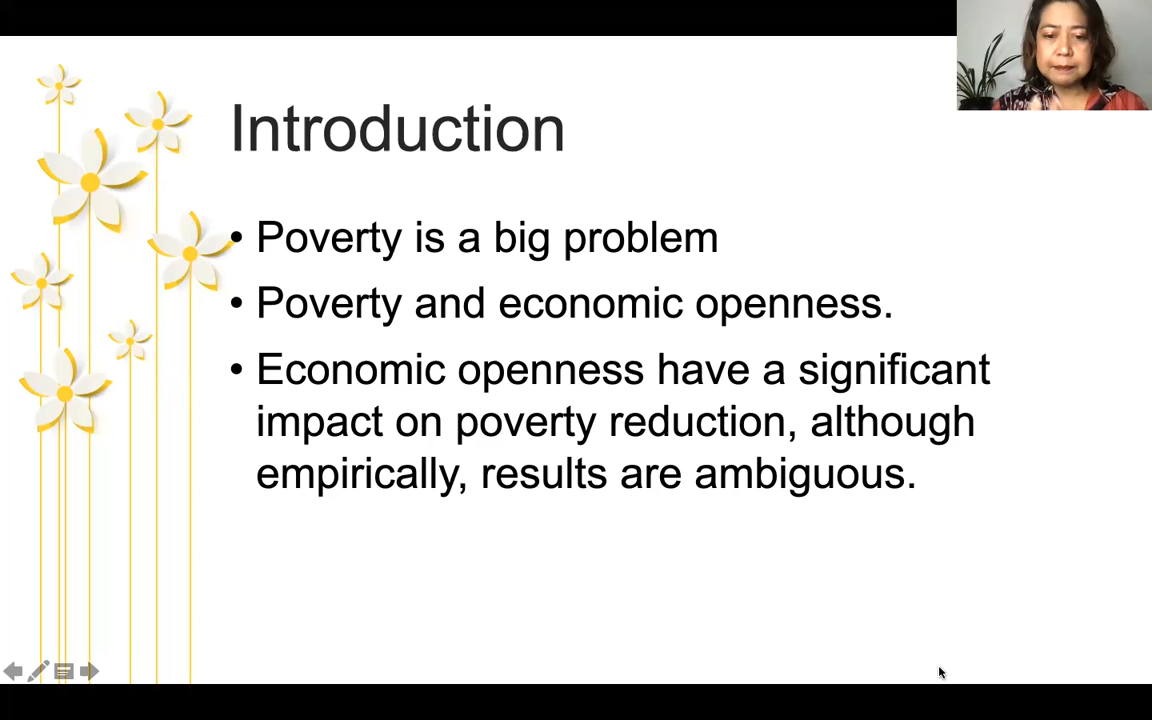 Introduction
• Poverty is a big problem
• Poverty and economic openness.
• Economic openness have a significant
impact on poverty reduction, although
empirically, results are ambiguous.